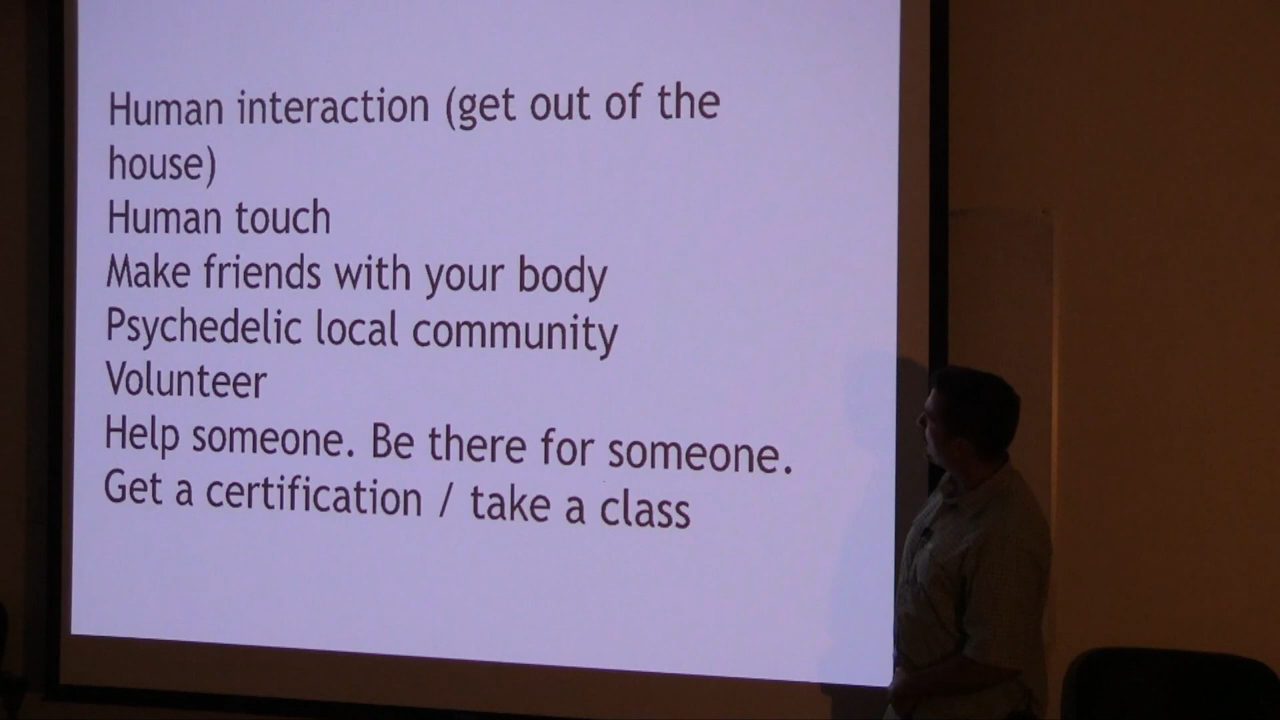 Human interaction (get out of the
house)
Human touch
Make friends with your body
Psychedelic local community
Volunteer
Help someone. Be there for someone.
Get a certification / take a class